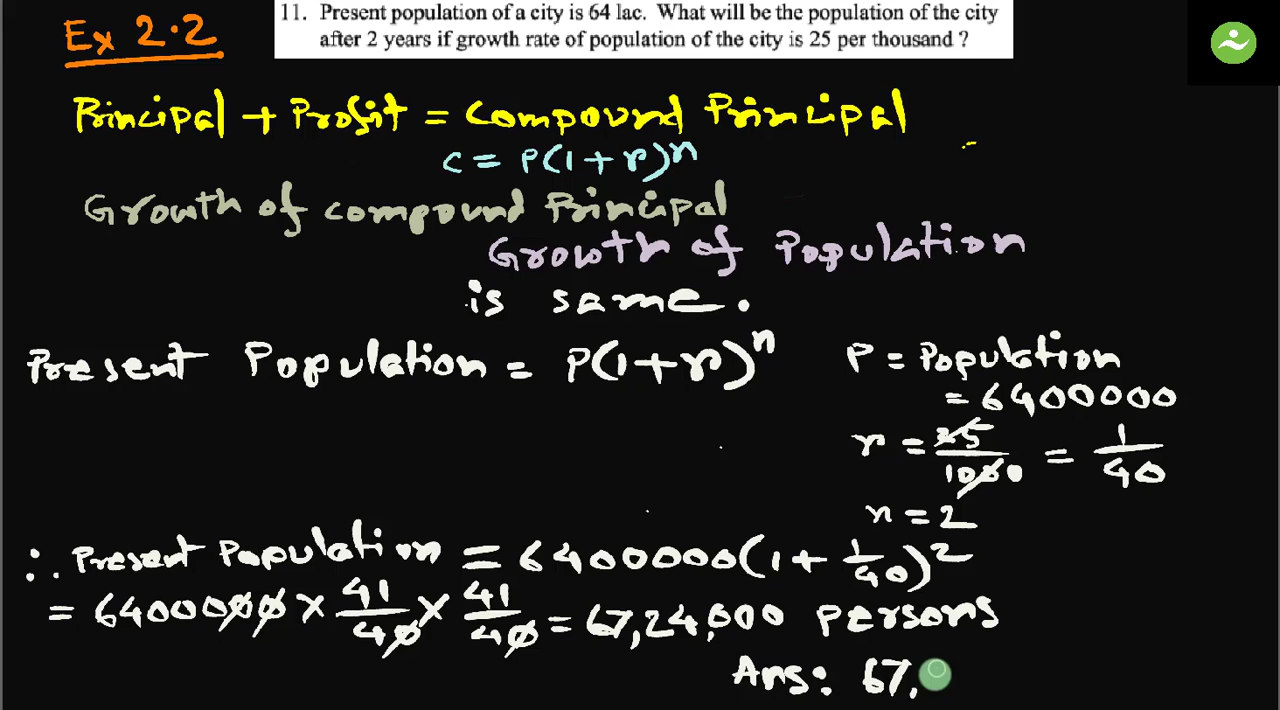 Ex 2.2
11. Present population of a city is 64 lac. What will be the population of the city
after 2 years if growth rate of population of the city is 25 per thousand ?
Principal + Profit = Compound Principal
C = P(1+r)^n
Growth of compound Principal
Growth of Population
is same.
Present Population = P(1+r)^n
P = Population
= 6400000
r = 25/1000 = 1/40
n = 2
∴ Present Population = 6400000(1 + 1/40)^2
= 6400000 × 41/40 × 41/40 = 67,24,000 persons
Ans: 67,